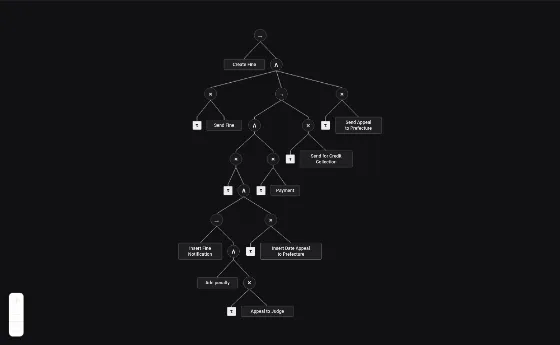 →
Create Fine
∧
×
→
×
τ
Send Fine
∧
×
τ
Send Appeal
to Prefecture
×
×
τ
Send for Credit
Collection
τ
∧
τ
Payment
→
×
Insert Fine
Notification
∧
τ
Insert Date Appeal
to Prefecture
Add penalty
×
τ
Appeal to Judge